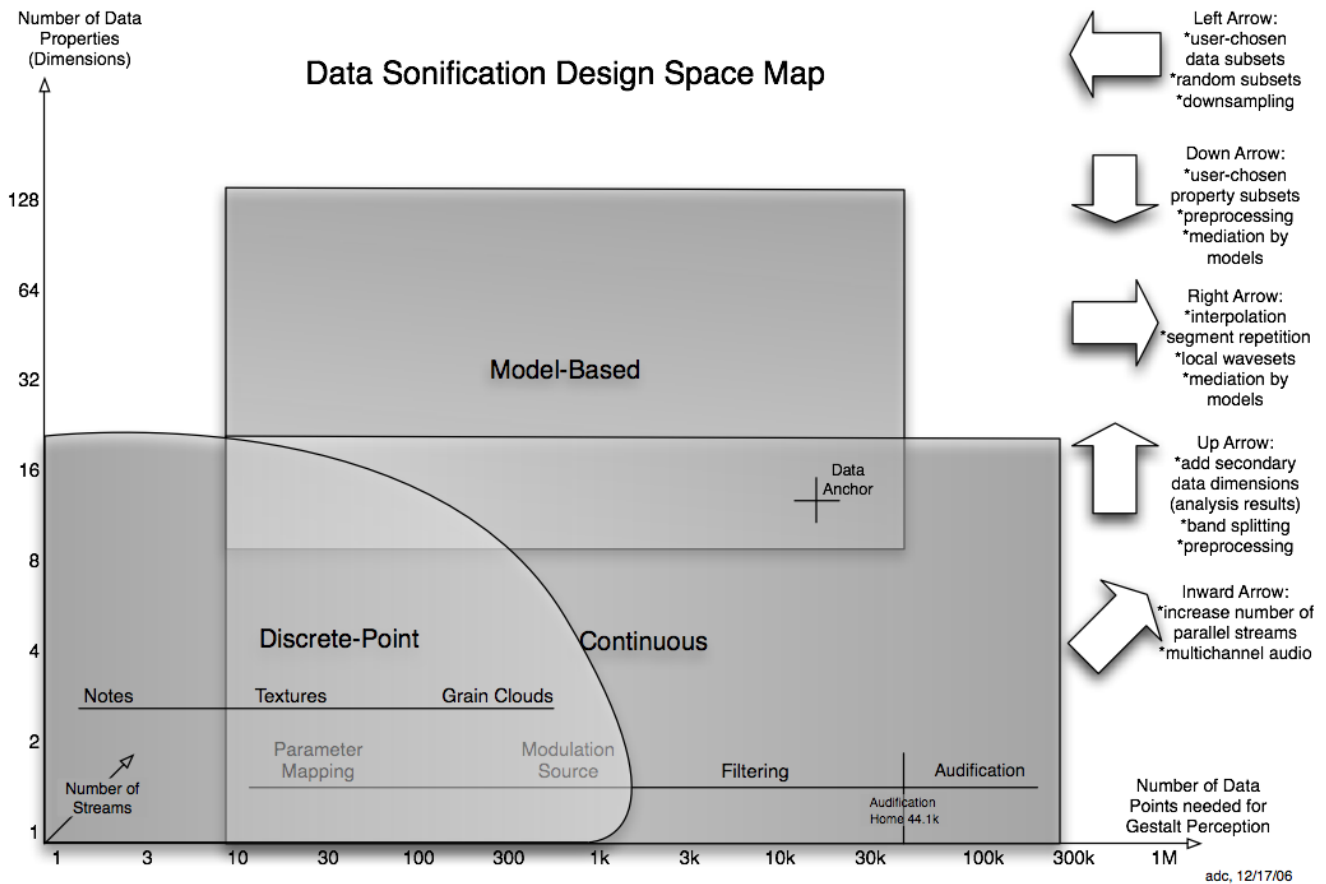 Number of Data
Properties
(Dimensions)
Data Sonification Design Space Map
128
64
32
16
8
4
2
1
Model-Based
Data
Anchor
Discrete-Point
Continuous
Notes
Textures
Grain Clouds
Parameter
Mapping
Modulation
Source
Filtering
Audification
Number of
Streams
Audification
Home 44.1k
1
3
10
30
100
300
1k
3k
10k
30k
100k
300k
1M
Number of Data
Points needed for
Gestalt Perception
Left Arrow:
*user-chosen
data subsets
*random subsets
*downsampling
Down Arrow:
*user-chosen
property subsets
*preprocessing
*mediation by
models
Right Arrow:
*interpolation
*segment repetition
*local wavesets
*mediation by
models
Up Arrow:
*add secondary
data dimensions
(analysis results)
*band splitting
*preprocessing
Inward Arrow:
*increase number of
parallel streams
*multichannel audio
adc, 12/17/06